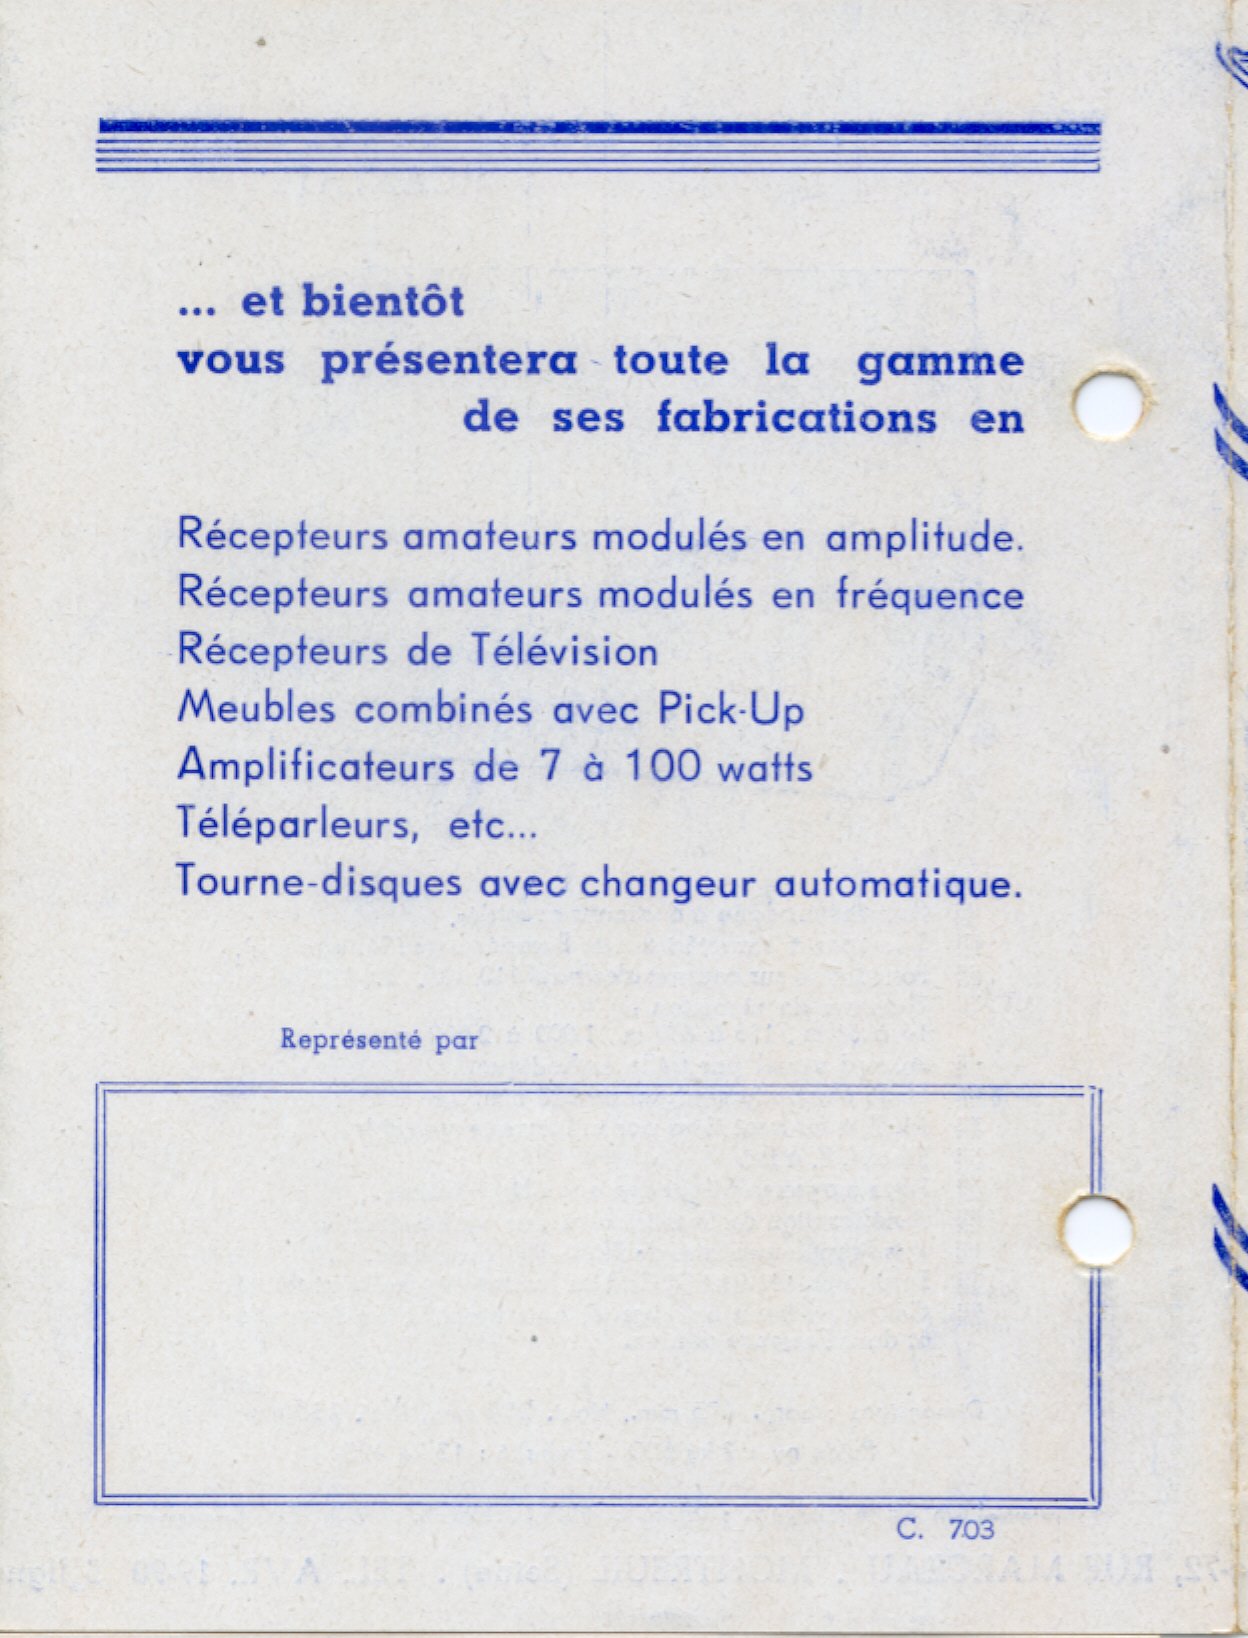 ... et bientôt
vous présentera toute la gamme
de ses fabrications en
Récepteurs amateurs modulés en amplitude.
Récepteurs amateurs modulés en fréquence
Récepteurs de Télévision
Meubles combinés avec Pick-Up
Amplificateurs de 7 à 100 watts
Téléparleurs, etc...
Tourne-disques avec changeur automatique.
Représenté par
C. 703